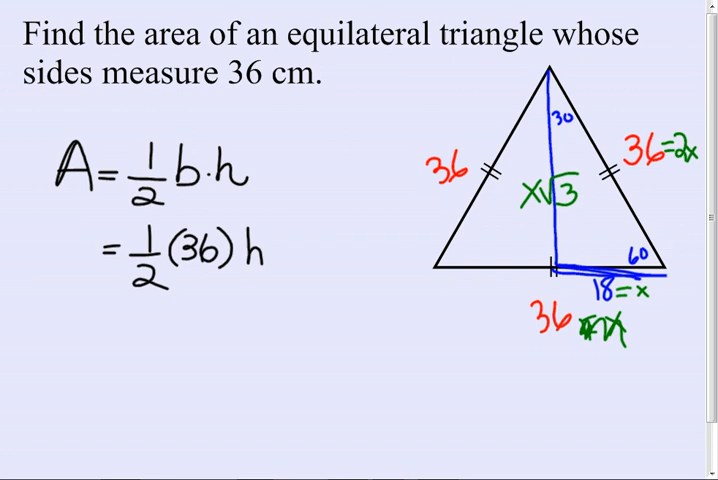 Find the area of an equilateral triangle whose
sides measure 36 cm.
A = 1/2 b·h
= 1/2 (36) h
30
36
36=2x
x√3
60
18=x
36